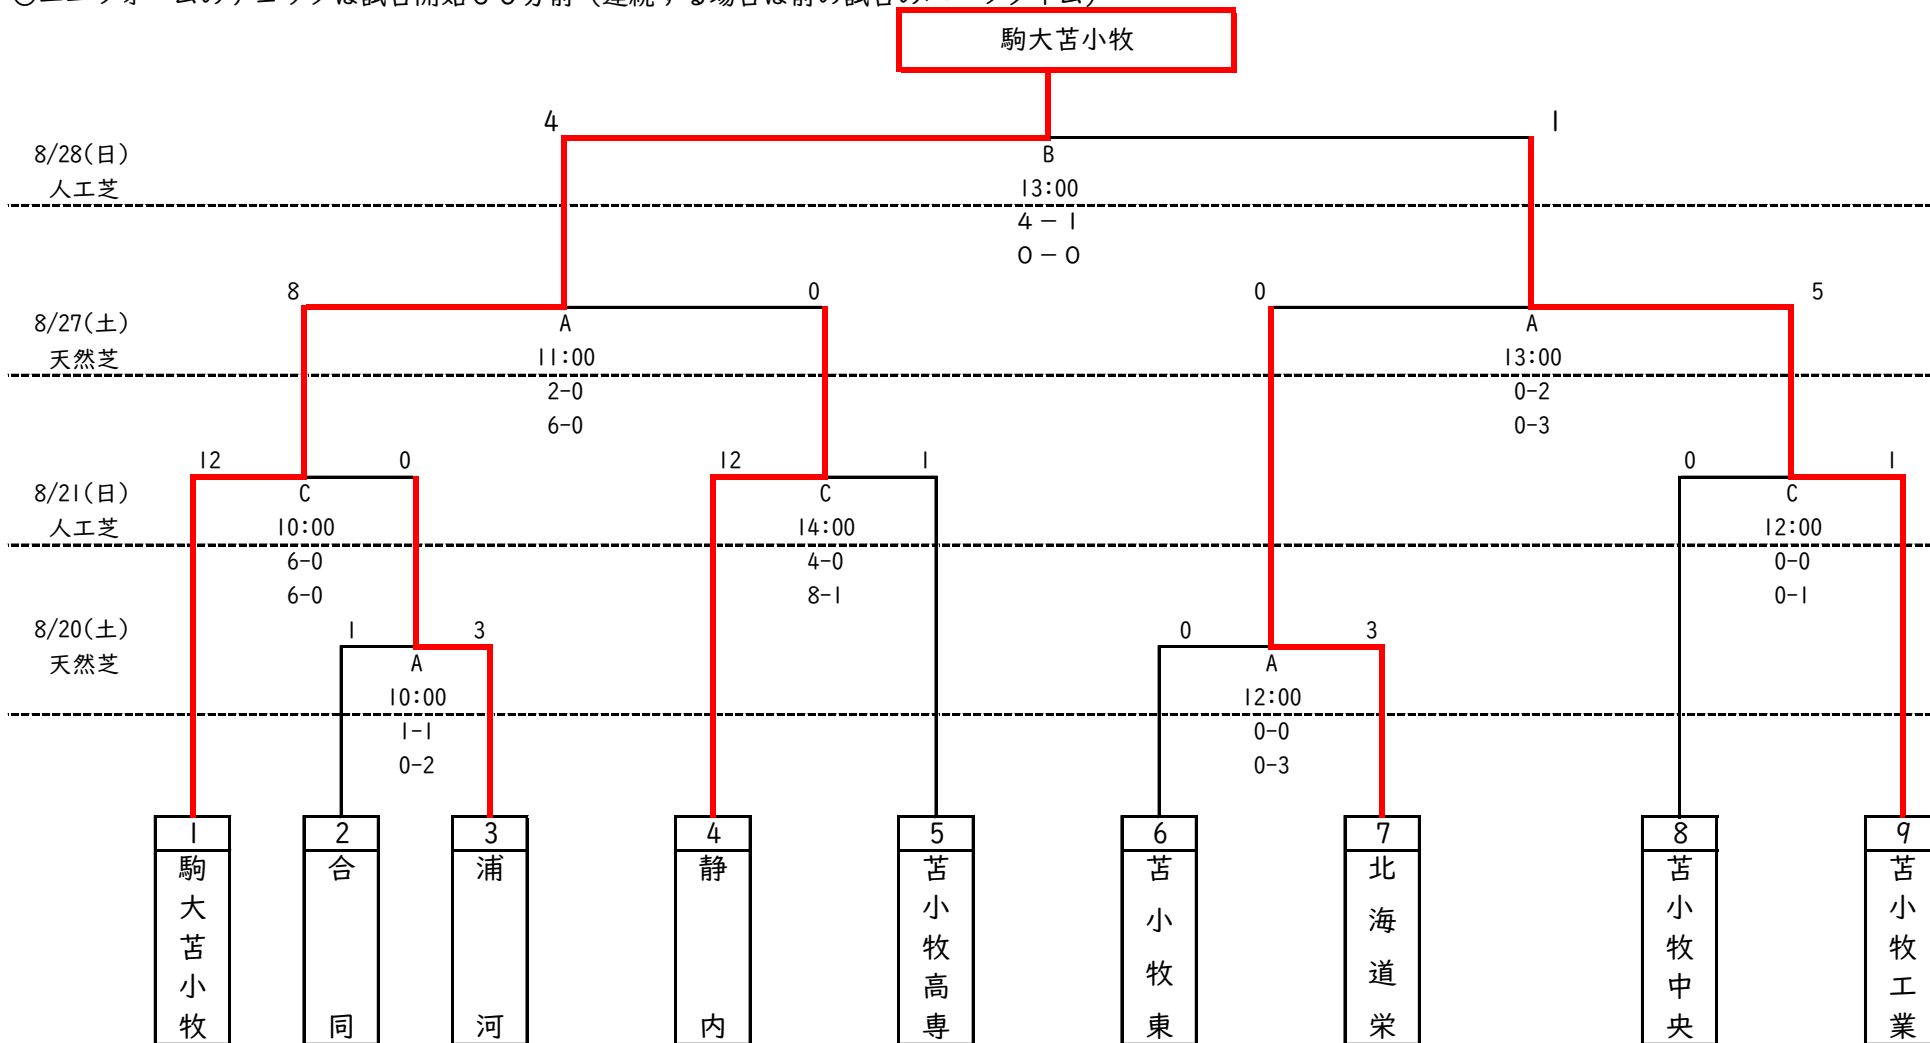 駒大苫小牧
4 1
8/28(日) B
人工芝 13:00
4 − 1
0 − 0
8 0 0 5
8/27(土) A A
天然芝 11:00 13:00
2-0 0-2
6-0 0-3
12 0 12 1 0 1
8/21(日) C C C
人工芝 10:00 14:00 12:00
6-0 4-0 0-0
6-0 8-1 0-1
8/20(土) 1 3 0 3
天然芝 A A
10:00 12:00
1-1 0-0
0-2 0-3
1 2 3 4 5 6 7 8 9
駒大苫小牧
合同
浦河
静内
苫小牧高専
苫小牧東
北海道栄
苫小牧中央
苫小牧工業